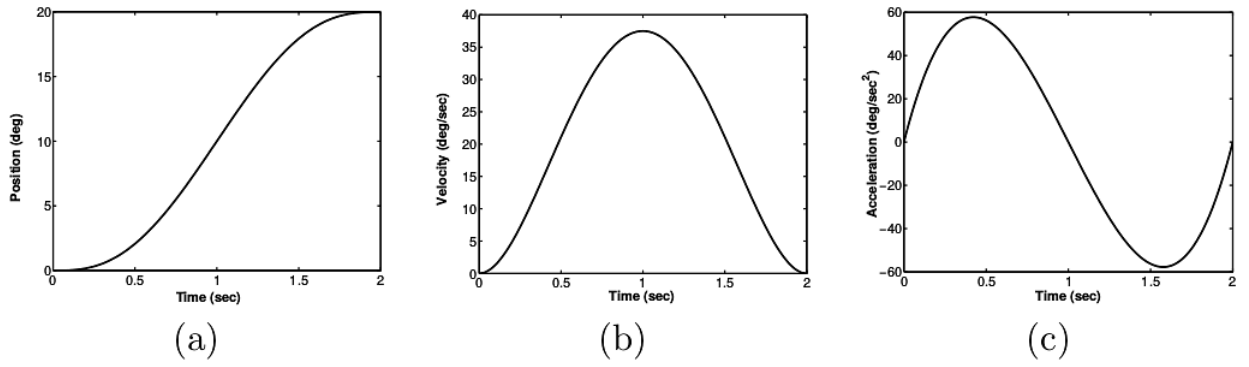 20
15
10
5
0
Position (deg)
0 0.5 1 1.5 2
Time (sec)
(a)
40
35
30
25
20
15
10
5
0
Velocity (deg/sec)
0 0.5 1 1.5 2
Time (sec)
(b)
60
40
20
0
−20
−40
−60
Acceleration (deg/sec²)
0 0.5 1 1.5 2
Time (sec)
(c)